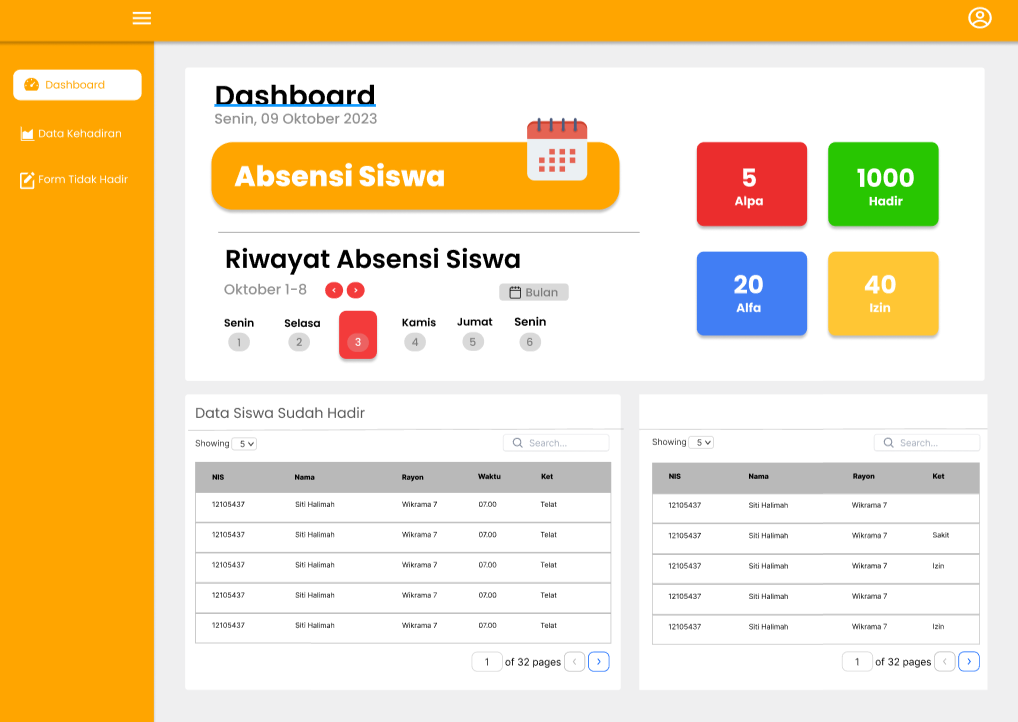 Dashboard
Data Kehadiran
Form Tidak Hadir
Dashboard
Senin, 09 Oktober 2023
Absensi Siswa
5
Alpa
1000
Hadir
20
Alfa
40
Izin
Riwayat Absensi Siswa
Oktober 1-8
Bulan
Senin Selasa Kamis Jumat Senin
1 2 3 4 5 6
Data Siswa Sudah Hadir
Showing 5 Search...
NIS Nama Rayon Waktu Ket
12105437 Siti Halimah Wikrama 7 07.00 Telat
12105437 Siti Halimah Wikrama 7 07.00 Telat
12105437 Siti Halimah Wikrama 7 07.00 Telat
12105437 Siti Halimah Wikrama 7 07.00 Telat
12105437 Siti Halimah Wikrama 7 07.00 Telat
1 of 32 pages
Showing 5 Search...
NIS Nama Rayon Ket
12105437 Siti Halimah Wikrama 7
12105437 Siti Halimah Wikrama 7 Sakit
12105437 Siti Halimah Wikrama 7 Izin
12105437 Siti Halimah Wikrama 7
12105437 Siti Halimah Wikrama 7 Izin
1 of 32 pages